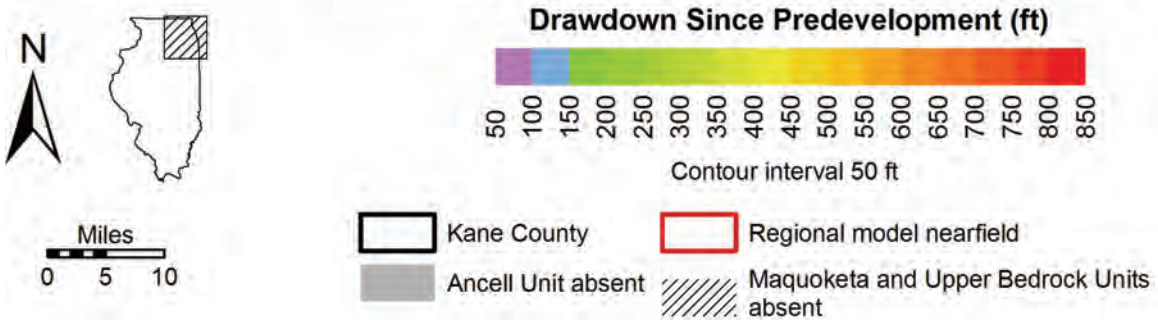 Drawdown Since Predevelopment (ft)
N
50 100 150 200 250 300 350 400 450 500 550 600 650 700 750 800 850
Contour interval 50 ft
Miles
0 5 10
Kane County
Regional model nearfield
Ancell Unit absent
Maquoketa and Upper Bedrock Units
absent